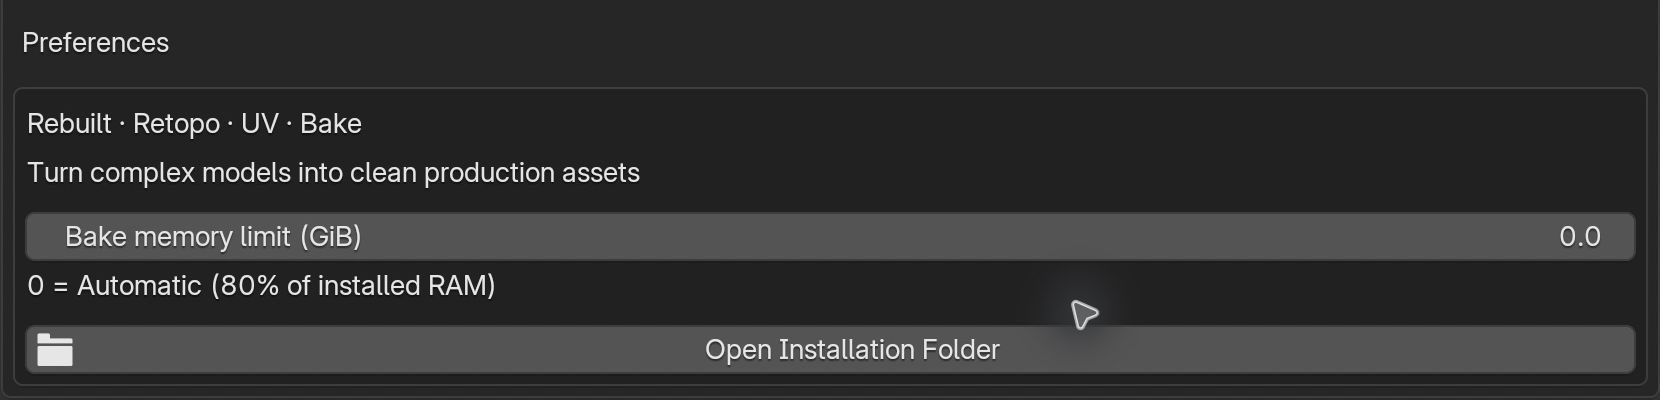 Preferences
Rebuilt · Retopo · UV · Bake
Turn complex models into clean production assets
Bake memory limit (GiB) 0.0
0 = Automatic (80% of installed RAM)
Open Installation Folder